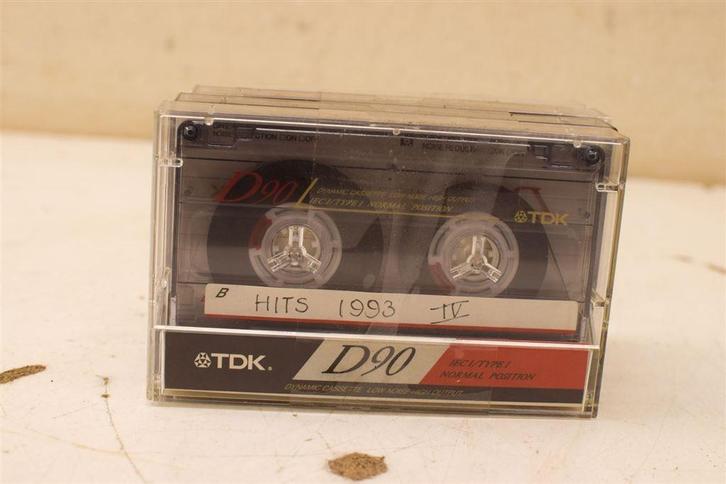 D90
DYNAMIC CASSETTE LOW NOISE HIGH OUTPUT
IEC I/TYPE I NORMAL POSITION
TDK
B
HITS 1993 IV
TDK.
D90
IEC I/TYPE I
NORMAL POSITION
DYNAMIC CASSETTE LOW NOISE HIGH OUTPUT